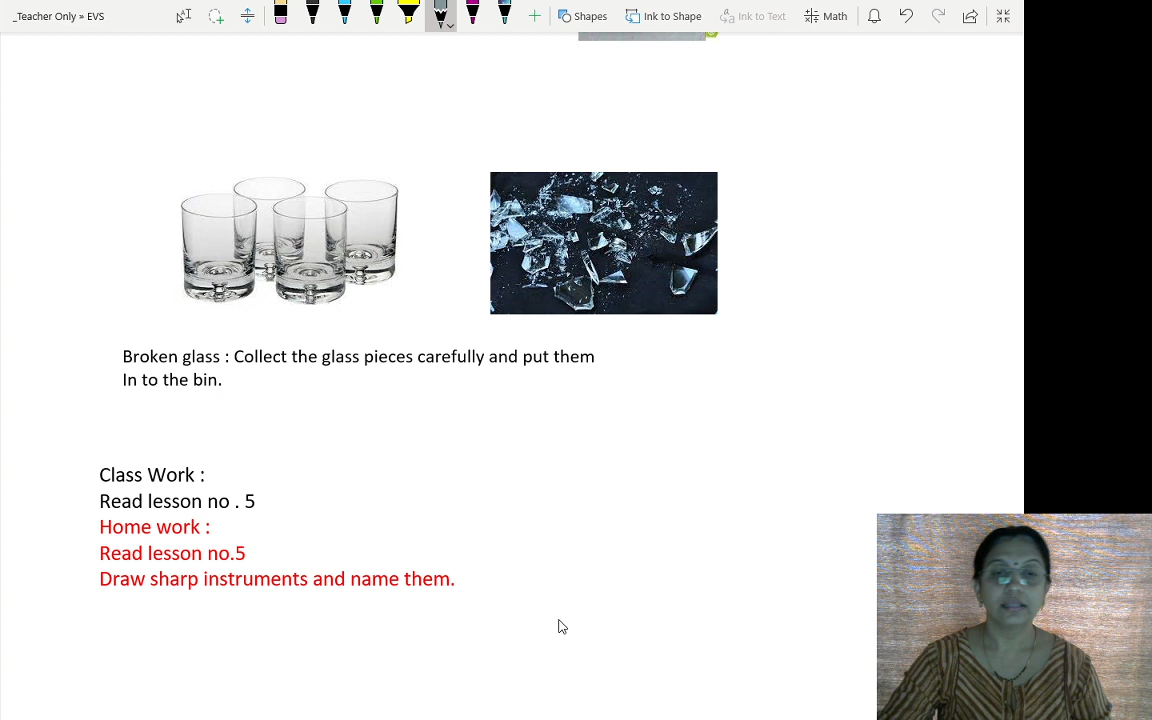 _Teacher Only » EVS
Shapes
Ink to Shape
Ink to Text
Math
Broken glass : Collect the glass pieces carefully and put them
In to the bin.
Class Work :
Read lesson no . 5
Home work :
Read lesson no.5
Draw sharp instruments and name them.